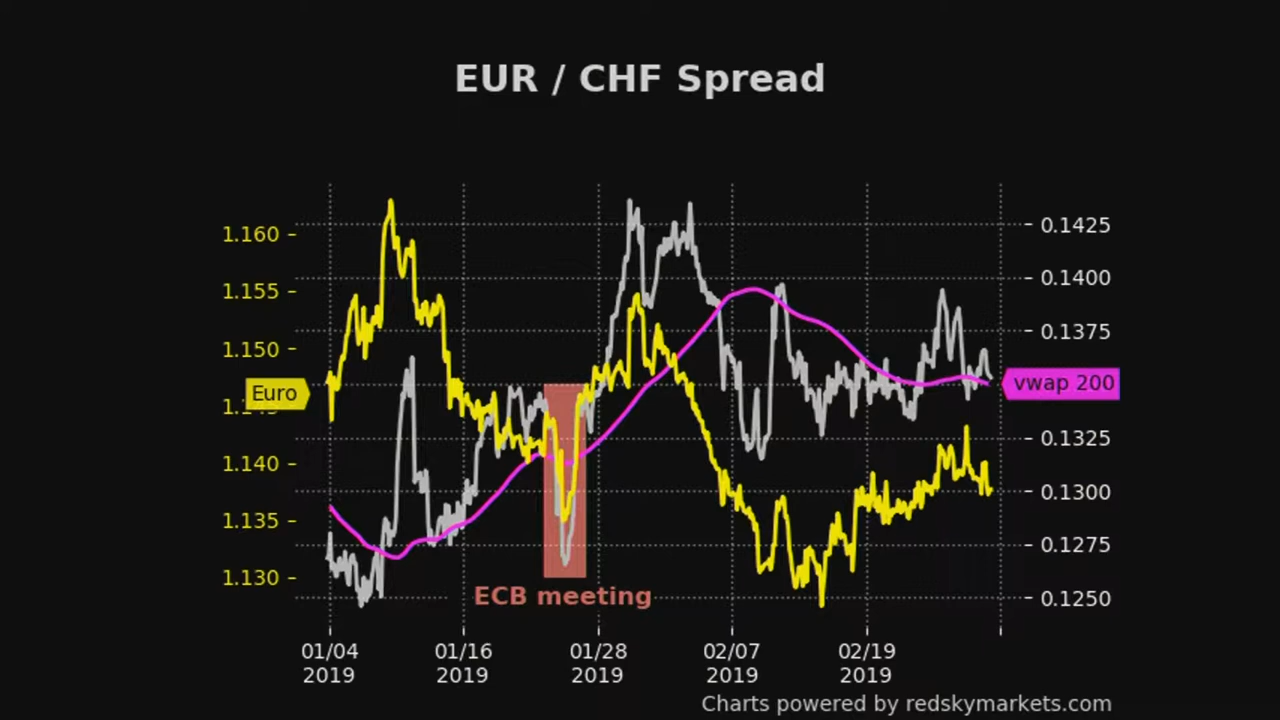 EUR / CHF Spread
1.160
1.155
1.150
Euro
1.145
1.140
1.135
1.130
0.1425
0.1400
0.1375
vwap 200
0.1325
0.1300
0.1275
0.1250
ECB meeting
01/04 01/16 01/28 02/07 02/19
2019 2019 2019 2019 2019
Charts powered by redskymarkets.com